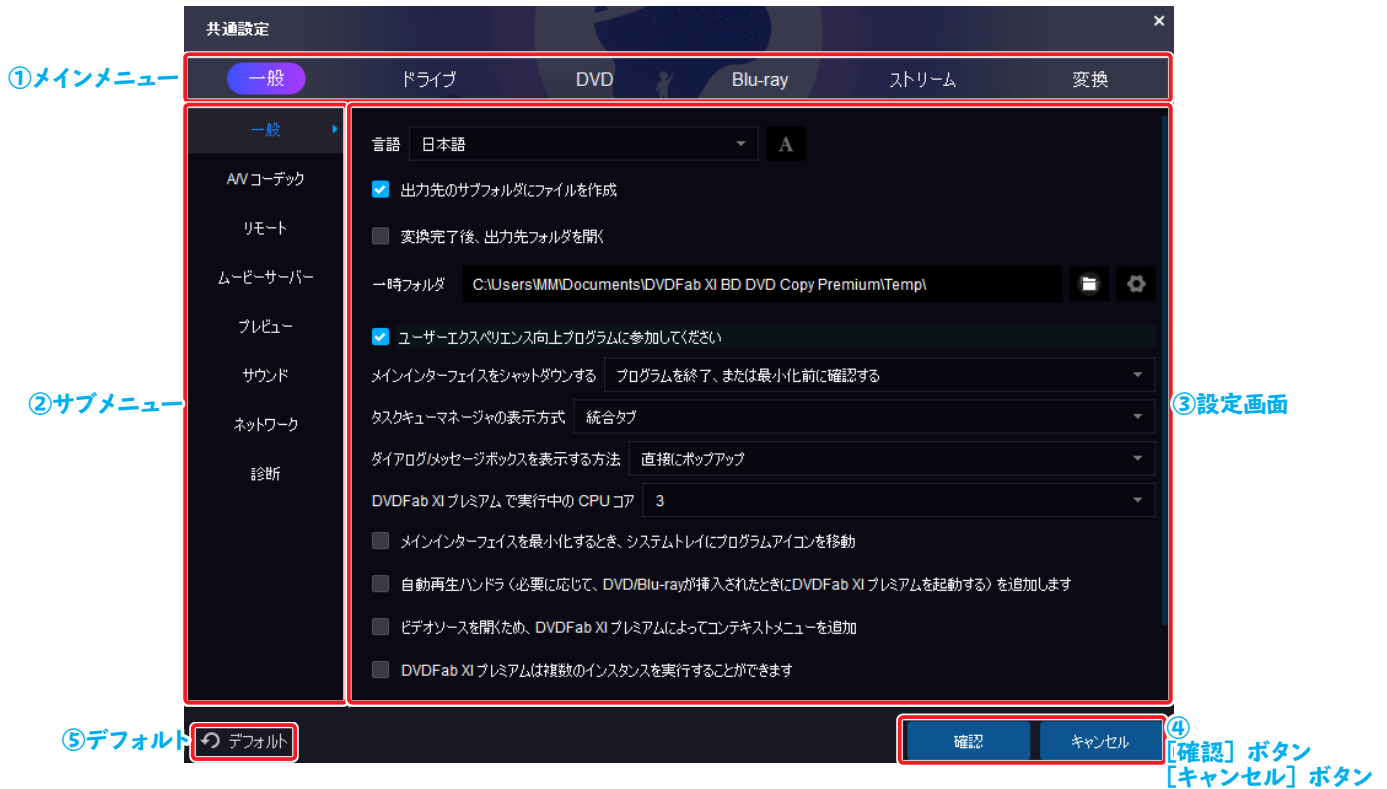 共通設定
×
①メインメニュー
一般 ドライブ DVD Blu-ray ストリーム 変換
一般
A/Vコーデック
リモート
ムービーサーバー
プレビュー
サウンド
ネットワーク
診断
②サブメニュー
言語 日本語 A
出力先のサブフォルダにファイルを作成
変換完了後、出力先フォルダを開く
一時フォルダ C:\Users\MM\Documents\DVDFab XI BD DVD Copy Premium\Temp\
ユーザーエクスペリエンス向上プログラムに参加してください
メインインターフェイスをシャットダウンする プログラムを終了、または最小化前に確認する
タスクキューマネージャの表示方式 統合タブ
ダイアログ/メッセージボックスを表示する方法 直接にポップアップ
DVDFab XI プレミアム で実行中の CPU コア 3
メインインターフェイスを最小化するとき、システムトレイにプログラムアイコンを移動
自動再生ハンドラ（必要に応じて、DVD/Blu-rayが挿入されたときにDVDFab XI プレミアムを起動する）を追加します
ビデオソースを開くため、DVDFab XI プレミアムによってコンテキストメニューを追加
DVDFab XI プレミアムは複数のインスタンスを実行することができます
③設定画面
⑤デフォルト
デフォルト
確認 キャンセル
④
［確認］ボタン
［キャンセル］ボタン